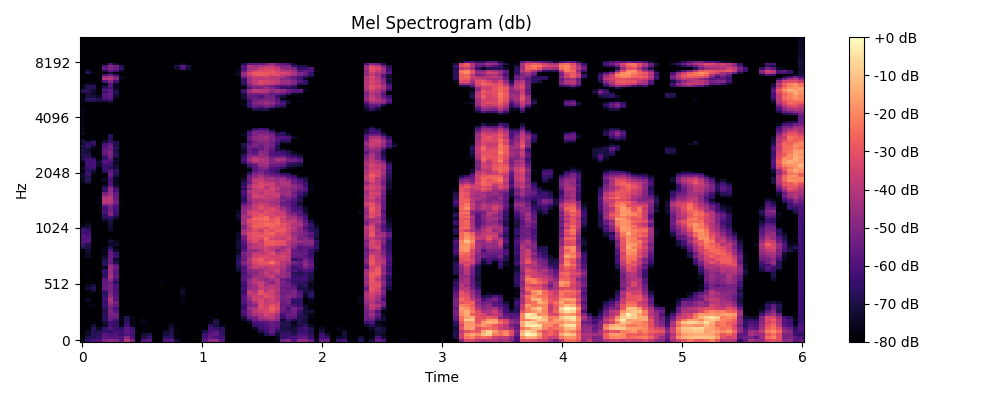 Mel Spectrogram (db)
8192
4096
2048
1024
512
0
Hz
0 1 2 3 4 5 6
Time
+0 dB
-10 dB
-20 dB
-30 dB
-40 dB
-50 dB
-60 dB
-70 dB
-80 dB